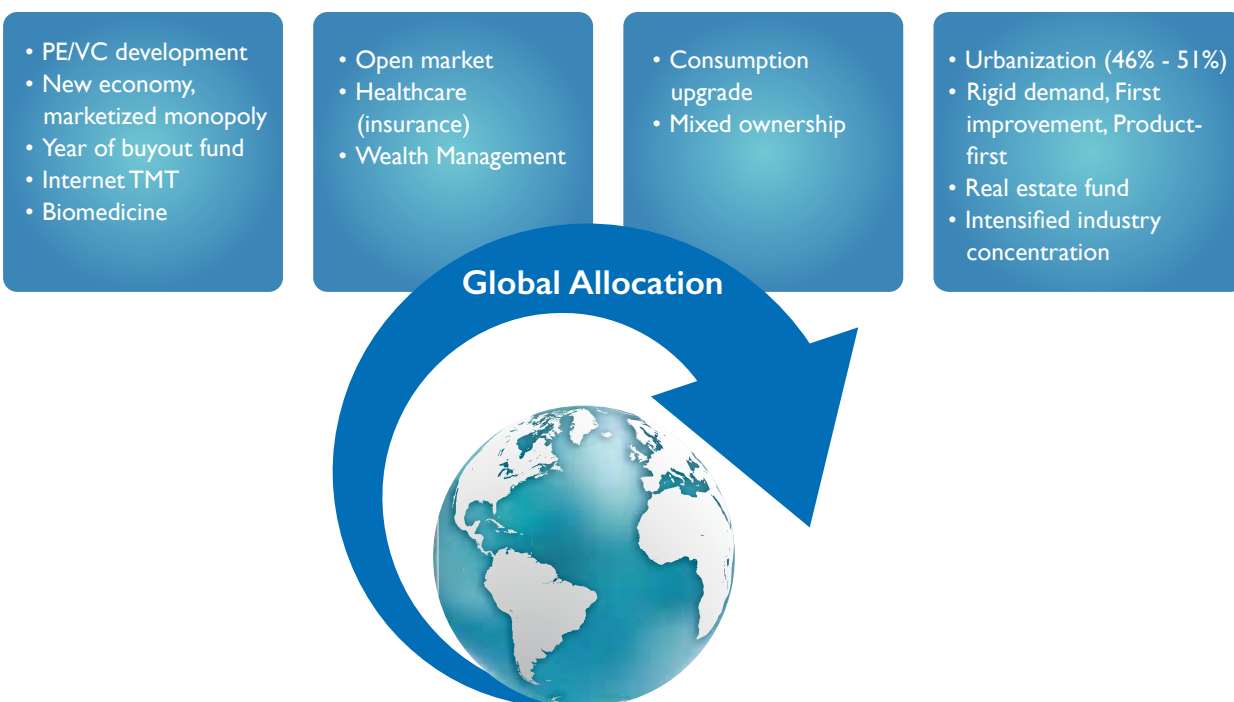 • PE/VC development
• New economy,
marketized monopoly
• Year of buyout fund
• Internet TMT
• Biomedicine
• Open market
• Healthcare
(insurance)
• Wealth Management
• Consumption
upgrade
• Mixed ownership
• Urbanization (46% - 51%)
• Rigid demand, First
improvement, Product-
first
• Real estate fund
• Intensified industry
concentration
Global Allocation